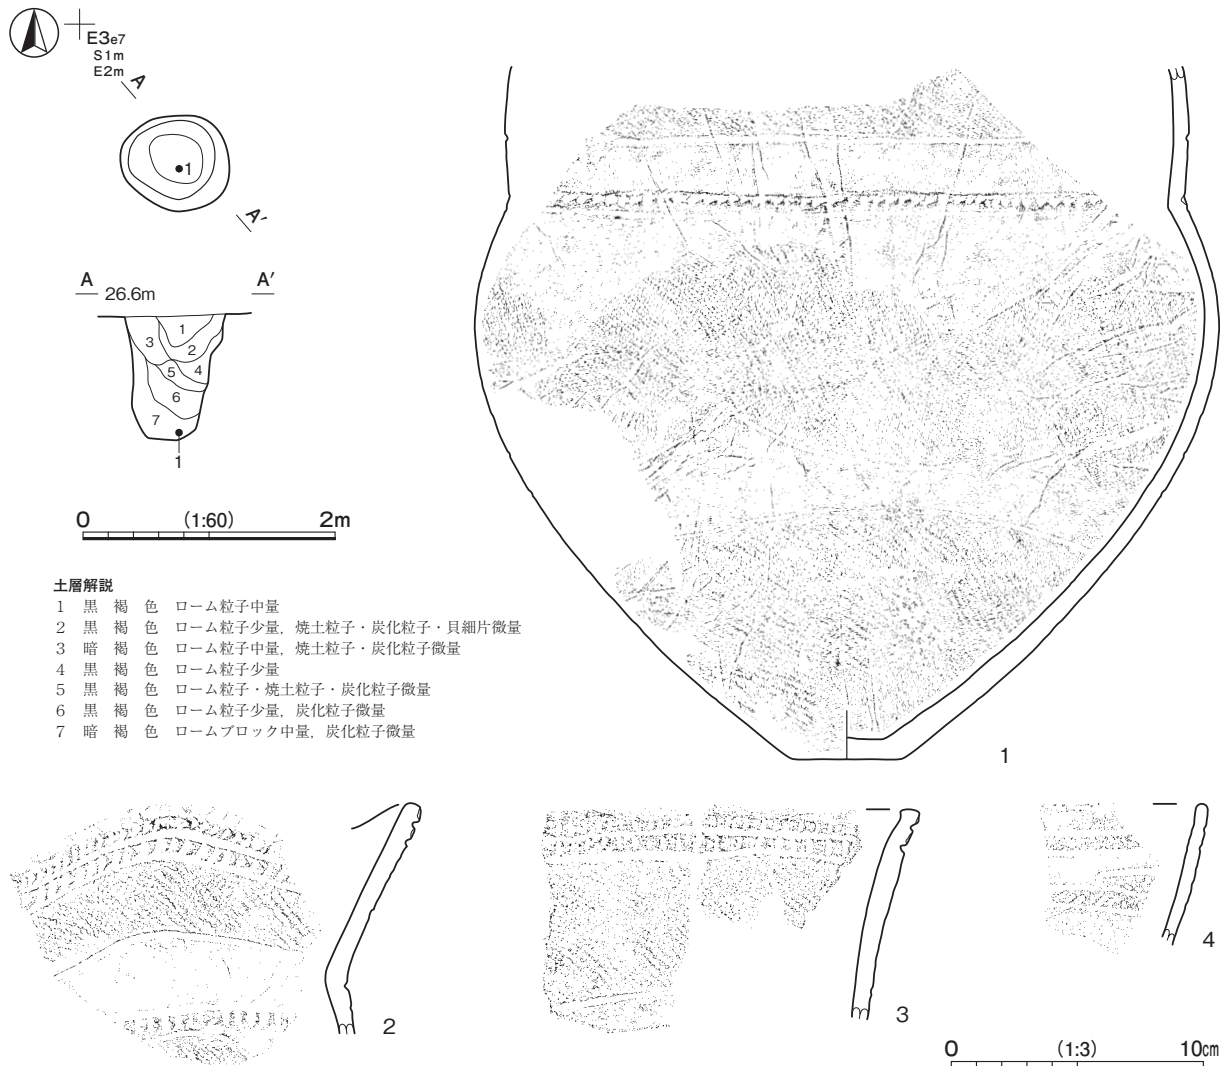 E3e7
S1m
E2m
A
1
A′
A
A′
26.6m
1
2
3
4
5
6
7
1
0 (1:60) 2m
土層解説
1 黒褐色 ローム粒子中量
2 黒褐色 ローム粒子少量，焼土粒子・炭化粒子・貝細片微量
3 暗褐色 ローム粒子中量，焼土粒子・炭化粒子微量
4 黒褐色 ローム粒子少量
5 黒褐色 ローム粒子・焼土粒子・炭化粒子微量
6 黒褐色 ローム粒子少量，炭化粒子微量
7 暗褐色 ロームブロック中量，炭化粒子微量
1
2
3
4
0 (1:3) 10cm